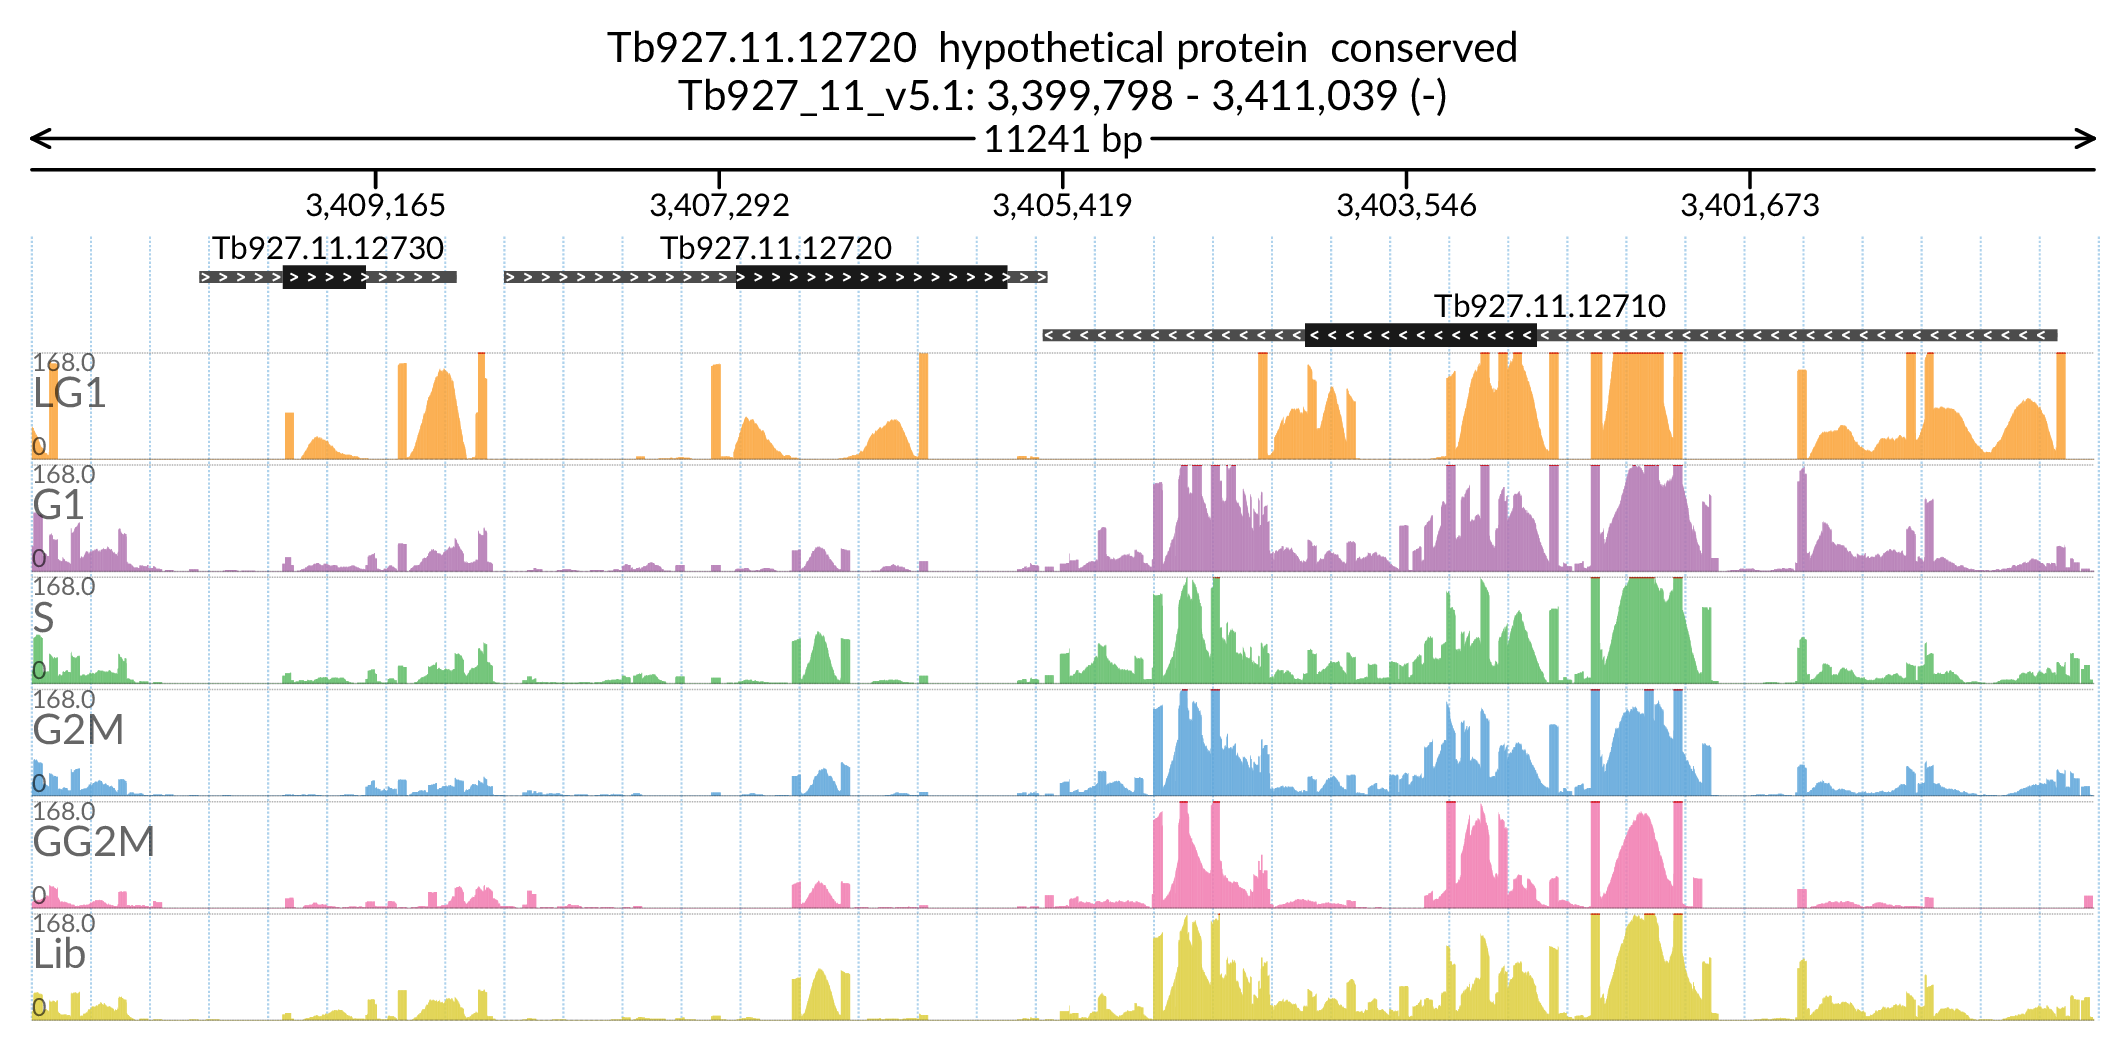 Tb927.11.12720 hypothetical protein conserved
Tb927_11_v5.1: 3,399,798 - 3,411,039 (-)
11241 bp
3,409,165 3,407,292 3,405,419 3,403,546 3,401,673
Tb927.11.12730 Tb927.11.12720
Tb927.11.12710
168.0
LG1
0
168.0
G1
0
168.0
S
0
168.0
G2M
0
168.0
GG2M
0
168.0
Lib
0